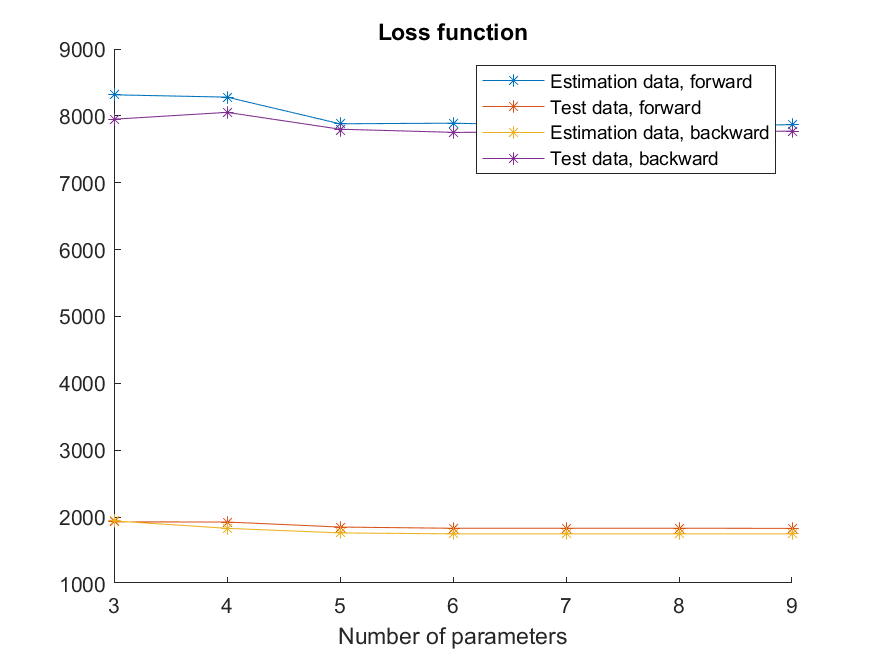 Loss function
9000
8000
7000
6000
5000
4000
3000
2000
1000
Estimation data, forward
Test data, forward
Estimation data, backward
Test data, backward
3 4 5 6 7 8 9
Number of parameters